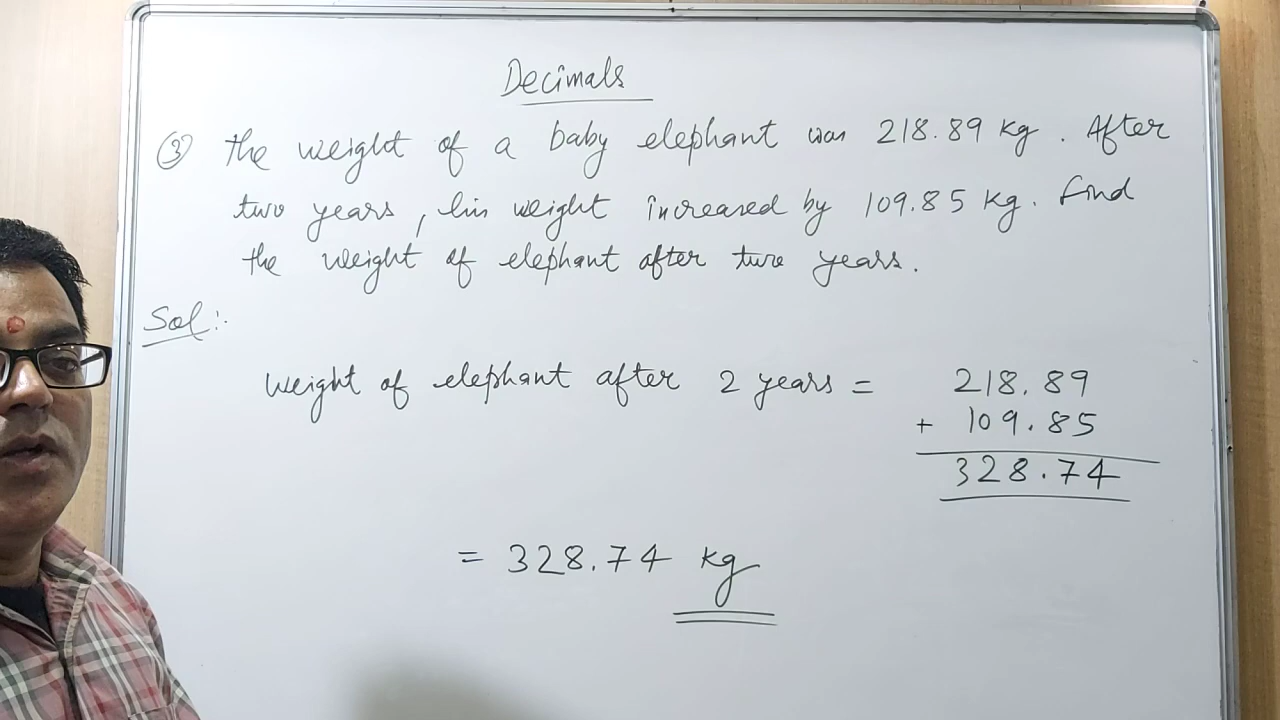 Decimals
③ The weight of a baby elephant was 218.89 kg. After
two years, his weight increased by 109.85 kg. Find
the weight of elephant after two years.
Sol:-
Weight of elephant after 2 years = 218.89
+ 109.85
328.74
= 328.74 kg